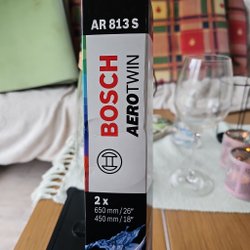 AR 813 S
BOSCH
AEROTWIN
2 x
650 mm / 26"
450 mm / 18"